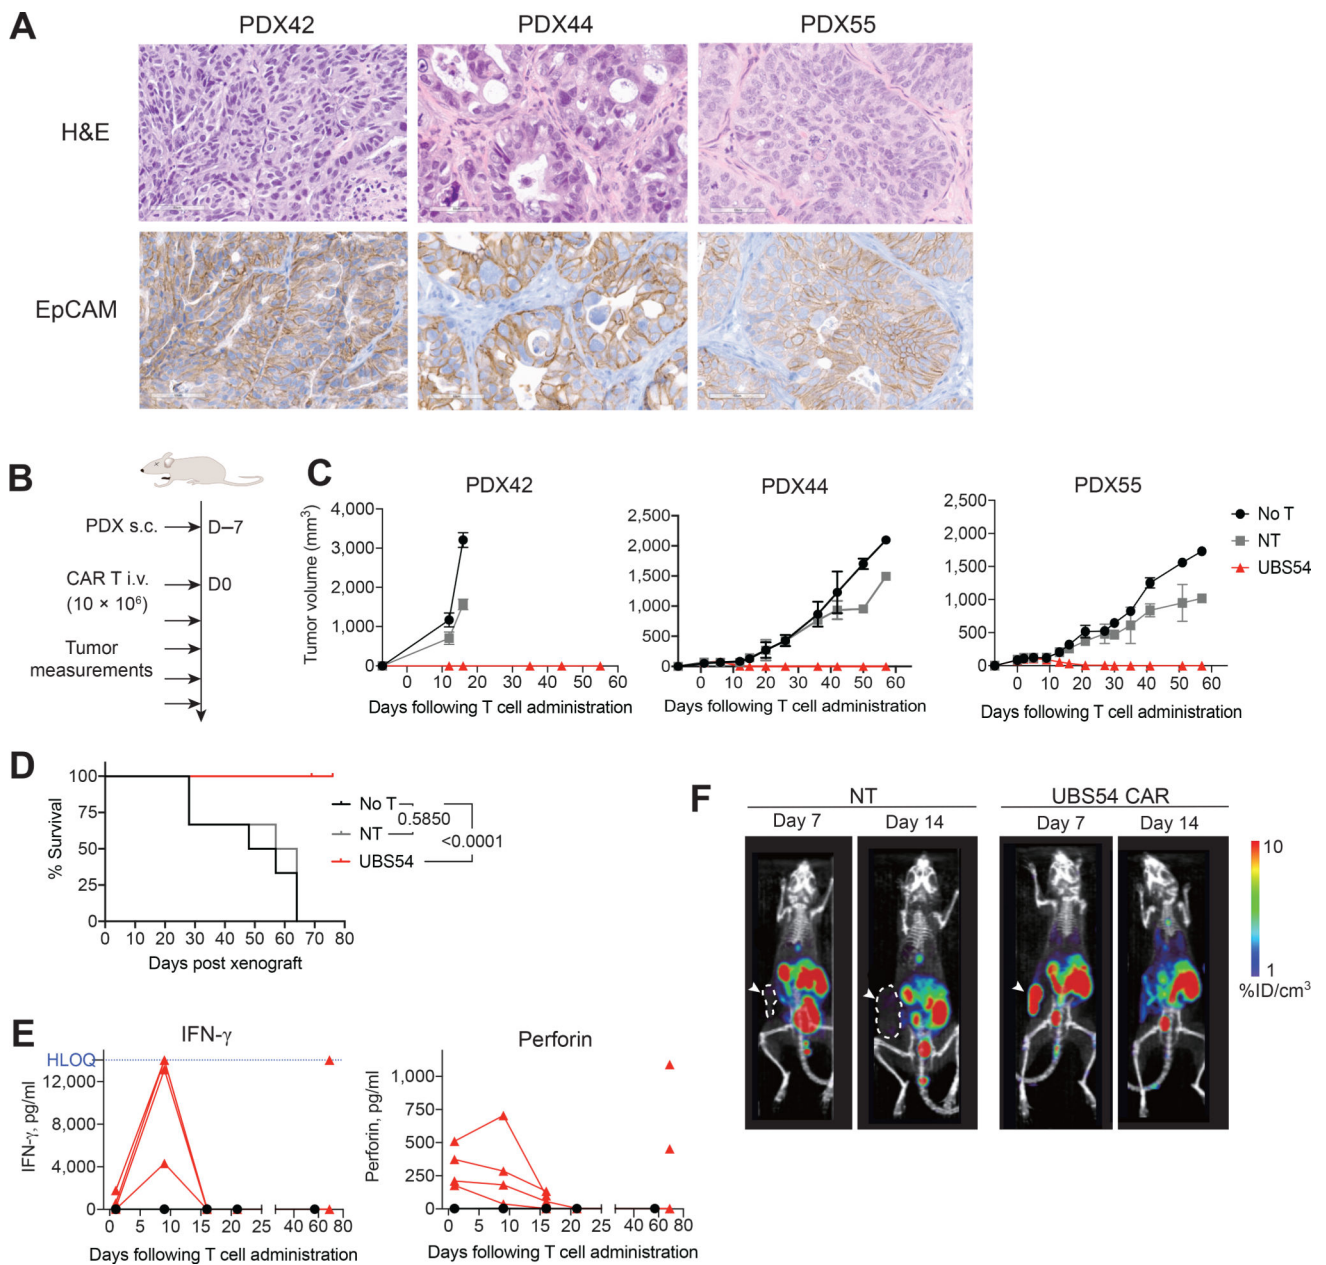 A
PDX42
PDX44
PDX55
H&E
EpCAM
B
PDX s.c.
D–7
CAR T i.v.
(10 × 10⁶)
D0
Tumor
measurements
C
PDX42
Tumor volume (mm³)
4,000
3,000
2,000
1,000
0
0 10 20 30 40 50 60
Days following T cell administration
PDX44
2,500
2,000
1,500
1,000
500
0
0 10 20 30 40 50 60
Days following T cell administration
PDX55
2,500
2,000
1,500
1,000
500
0
0 10 20 30 40 50 60
Days following T cell administration
No T
NT
UBS54
D
% Survival
100
75
50
25
0
0 10 20 30 40 50 60 70 80
Days post xenograft
No T
NT
UBS54
0.5850
<0.0001
E
IFN-γ
IFN-γ, pg/ml
HLOQ
12,000
8,000
4,000
0
0 5 10 15 20 25 40 60 80
Days following T cell administration
Perforin
Perforin, pg/ml
1,000
750
500
250
0
0 5 10 15 20 25 40 60 80
Days following T cell administration
F
NT
Day 7
Day 14
UBS54 CAR
Day 7
Day 14
10
1
%ID/cm³